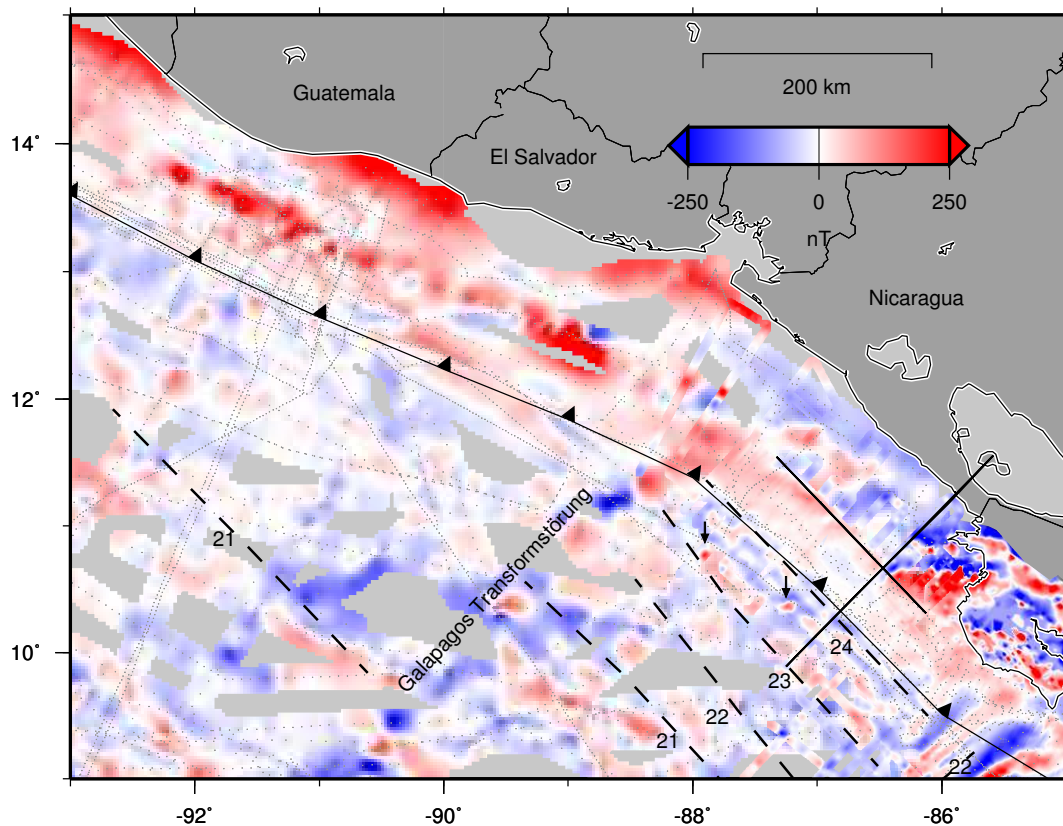 Guatemala
200 km
14°
El Salvador
-250
0
250
nT
Nicaragua
12°
21
Galapagos Transformstörung
10°
24
23
22
21
22
-92°
-90°
-88°
-86°